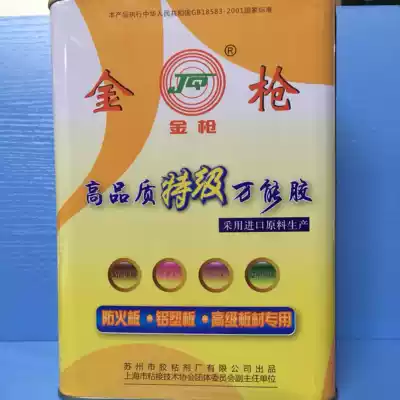 本产品执行中华人民共和国GB18583-2001国家标准
金 JQ ® 枪
金枪
高品质特级万能胶
采用进口原料生产
防火板·铝塑板·高级板材专用
苏州市胶粘剂厂有限公司出品
上海市粘接技术协会团体委员会副主任单位